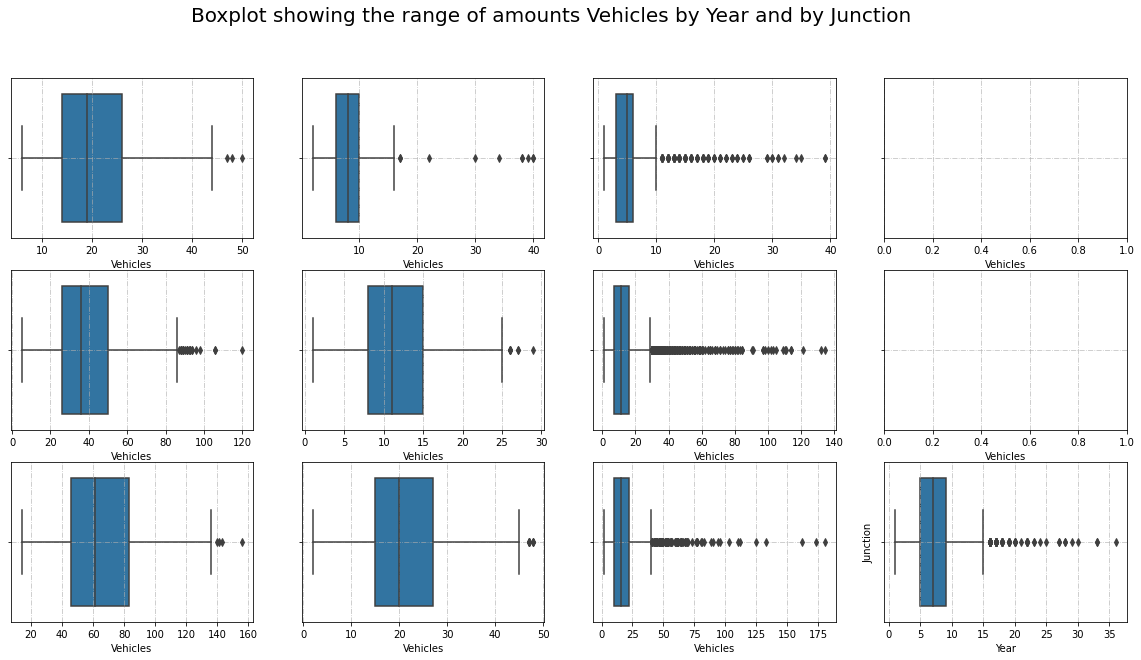 Boxplot showing the range of amounts Vehicles by Year and by Junction
10 20 30 40 50
Vehicles
10 20 30 40
Vehicles
0 10 20 30 40
Vehicles
0.0 0.2 0.4 0.6 0.8 1.0
Vehicles
0 20 40 60 80 100 120
Vehicles
0 5 10 15 20 25 30
Vehicles
0 20 40 60 80 100 120 140
Vehicles
0.0 0.2 0.4 0.6 0.8 1.0
Vehicles
20 40 60 80 100 120 140 160
Vehicles
0 10 20 30 40 50
Vehicles
0 25 50 75 100 125 150 175
Vehicles
Junction
0 5 10 15 20 25 30 35
Year